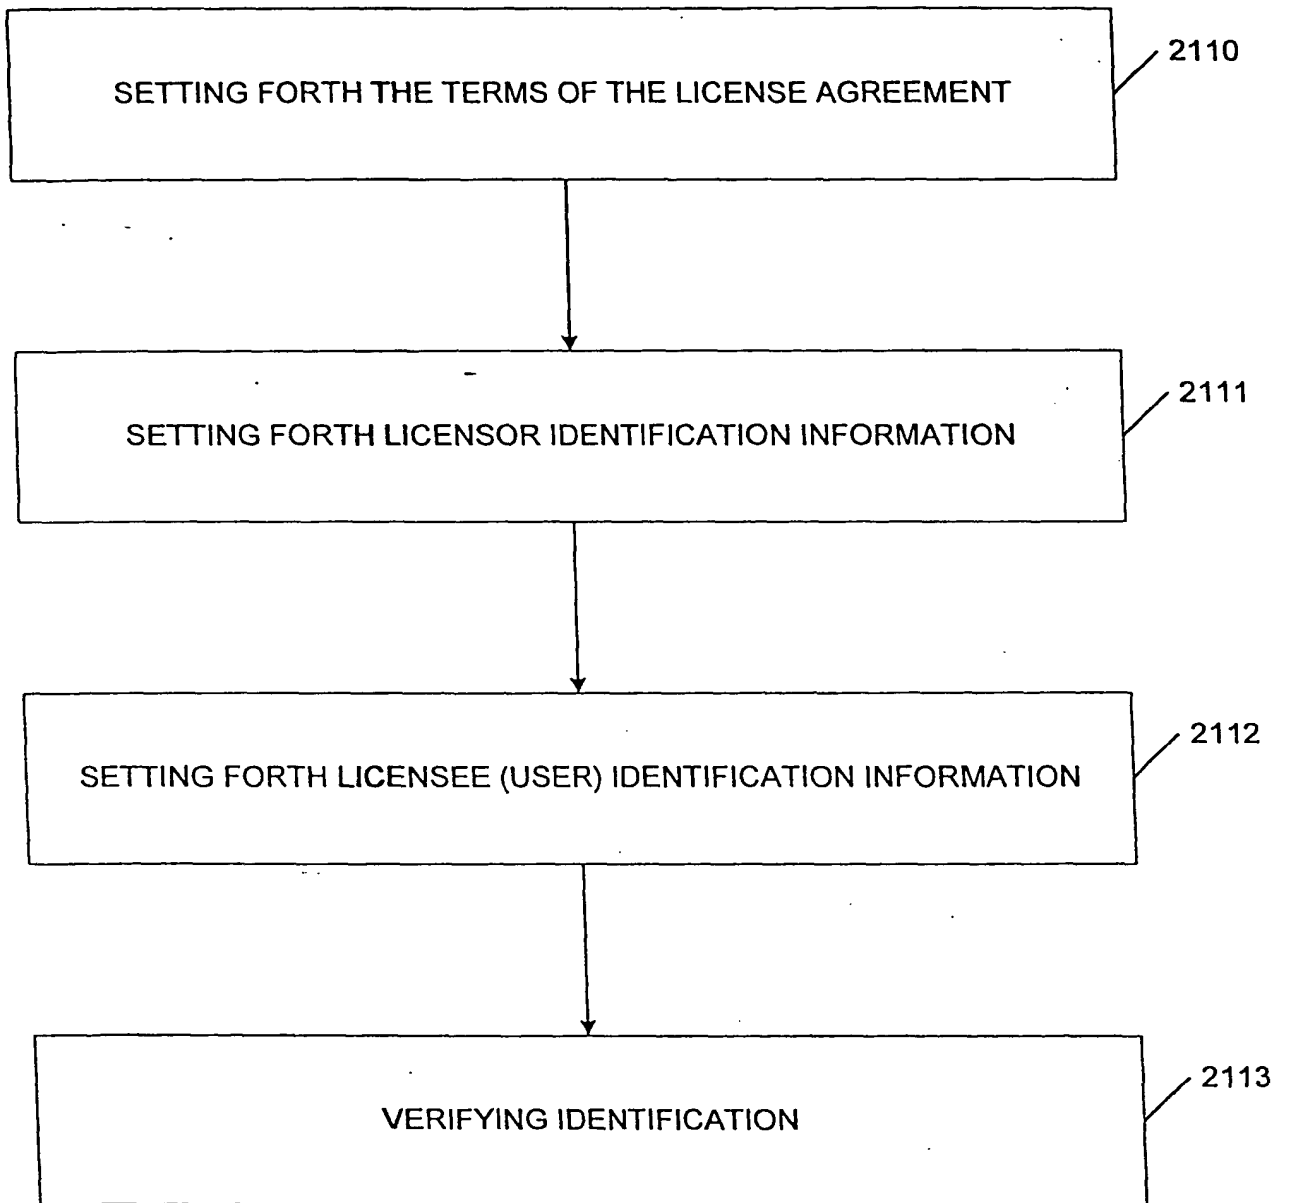 SETTING FORTH THE TERMS OF THE LICENSE AGREEMENT
2110
SETTING FORTH LICENSOR IDENTIFICATION INFORMATION
2111
SETTING FORTH LICENSEE (USER) IDENTIFICATION INFORMATION
2112
VERIFYING IDENTIFICATION
2113